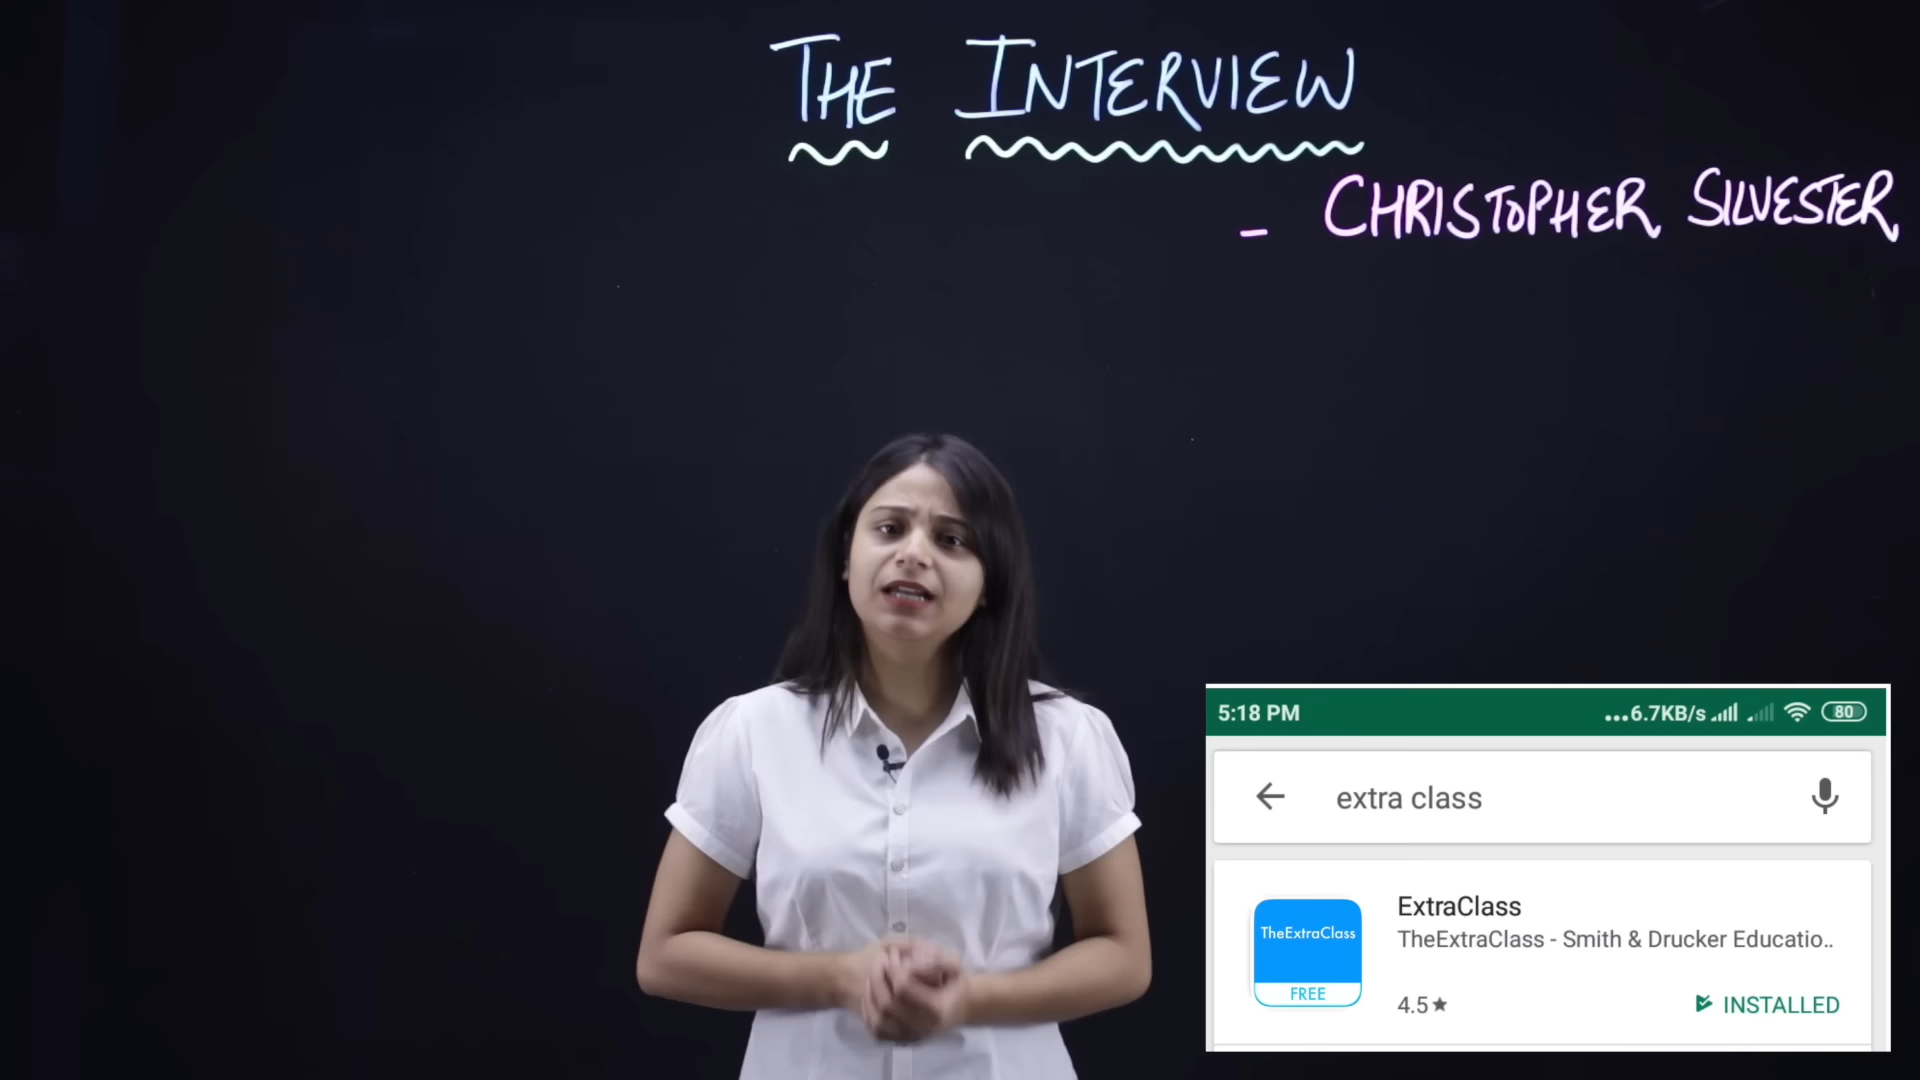 THE INTERVIEW
- CHRISTOPHER SILVESTER
5:18 PM ...6.7KB/s 80
extra class
ExtraClass
TheExtraClass - Smith & Drucker Educatio..
TheExtraClass
FREE
4.5★ INSTALLED